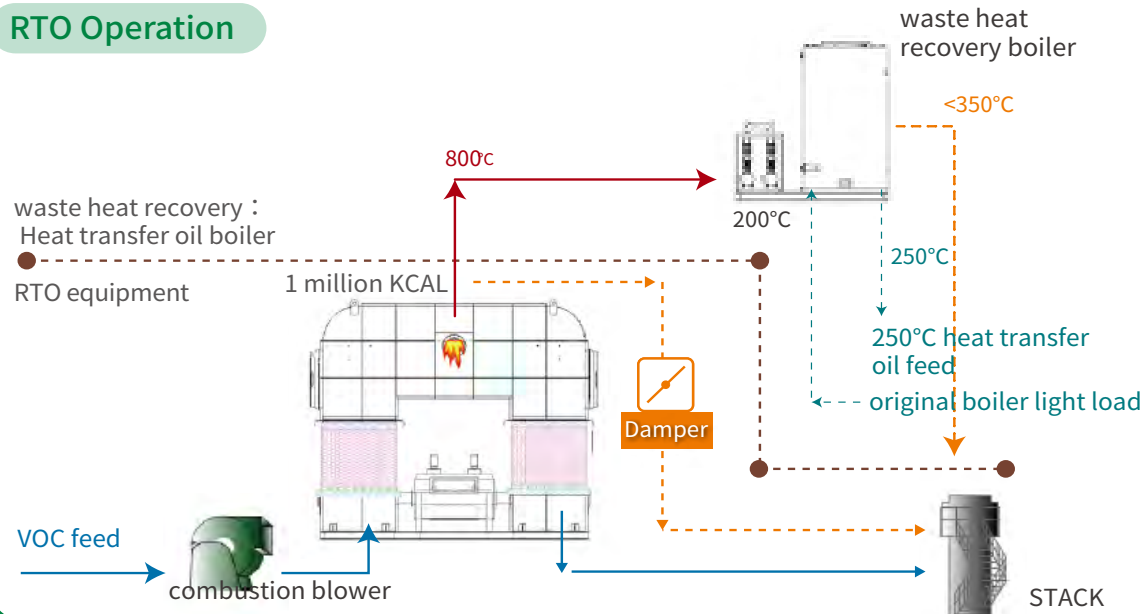 RTO Operation
waste heat
recovery boiler
<350°C
800℃
waste heat recovery：
Heat transfer oil boiler
200°C
250°C
RTO equipment
1 million KCAL
250°C heat transfer
oil feed
original boiler light load
Damper
VOC feed
combustion blower
STACK